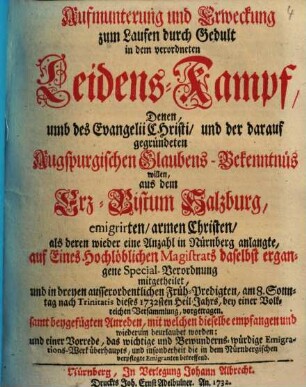 Aufmunterung und Erweckung
zum Laufen durch Gedult
in dem verordneten
Leidens-Kampf,
Denen,
umb des Evangelii CHristi/ und der darauf
gegründeten
Augspurgischen Glaubens-Bekenntnüs
willen,
aus dem
Erz-Bistum Salzburg,
emigrirten/ armen Christen/
als deren wieder eine Anzahl in Nürnberg anlangte,
auf Eines Hochlöblichen Magistrats daselbst ergan-
gene Special-Verordnung
mitgetheilet,
und in dreyen ausserordentlichen Früh-Predigten, am 8. Sonn-
tag nach Trinitatis dieses 1732sten Heil-Jahrs, bey einer Voll-
reichen Versammlung, vorgetragen.
samt beygefügten Anreden, mit welchen dieselbe empfangen und
wiederum beurlaubet worden:
und einer Vorrede, das wichtige und Bewunderns-würdige Emigra-
tions-Werk überhaupts, und insonderheit die in dem Nürnbergischen
verpflegte Emigranten betreffend.
Nürnberg, In Verlegung Johann Albrecht.
Druckts Joh. Ernst Adelbulner. An. 1732.